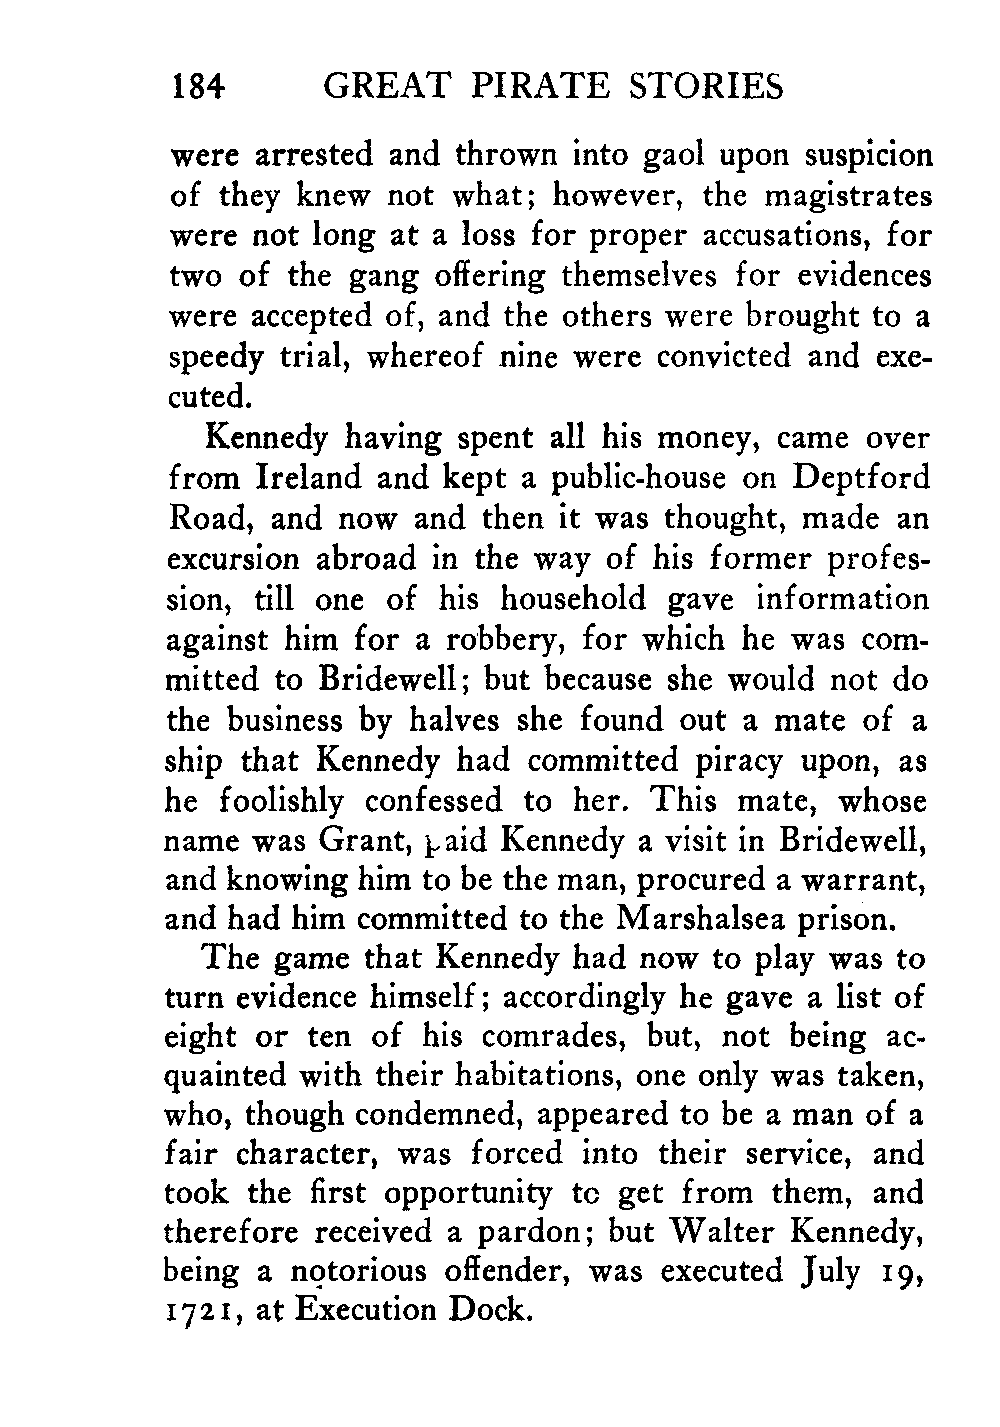 184 GREAT PIRATE STORIES
were arrested and thrown into gaol upon suspicion
of they knew not what; however, the magistrates
were not long at a loss for proper accusations, for
two of the gang offering themselves for evidences
were accepted of, and the others were brought to a
speedy trial, whereof nine were convicted and exe-
cuted.
Kennedy having spent all his money, came over
from Ireland and kept a public-house on Deptford
Road, and now and then it was thought, made an
excursion abroad in the way of his former profes-
sion, till one of his household gave information
against him for a robbery, for which he was com-
mitted to Bridewell; but because she would not do
the business by halves she found out a mate of a
ship that Kennedy had committed piracy upon, as
he foolishly confessed to her. This mate, whose
name was Grant, paid Kennedy a visit in Bridewell,
and knowing him to be the man, procured a warrant,
and had him committed to the Marshalsea prison.
The game that Kennedy had now to play was to
turn evidence himself; accordingly he gave a list of
eight or ten of his comrades, but, not being ac-
quainted with their habitations, one only was taken,
who, though condemned, appeared to be a man of a
fair character, was forced into their service, and
took the first opportunity to get from them, and
therefore received a pardon; but Walter Kennedy,
being a notorious offender, was executed July 19,
1721, at Execution Dock.